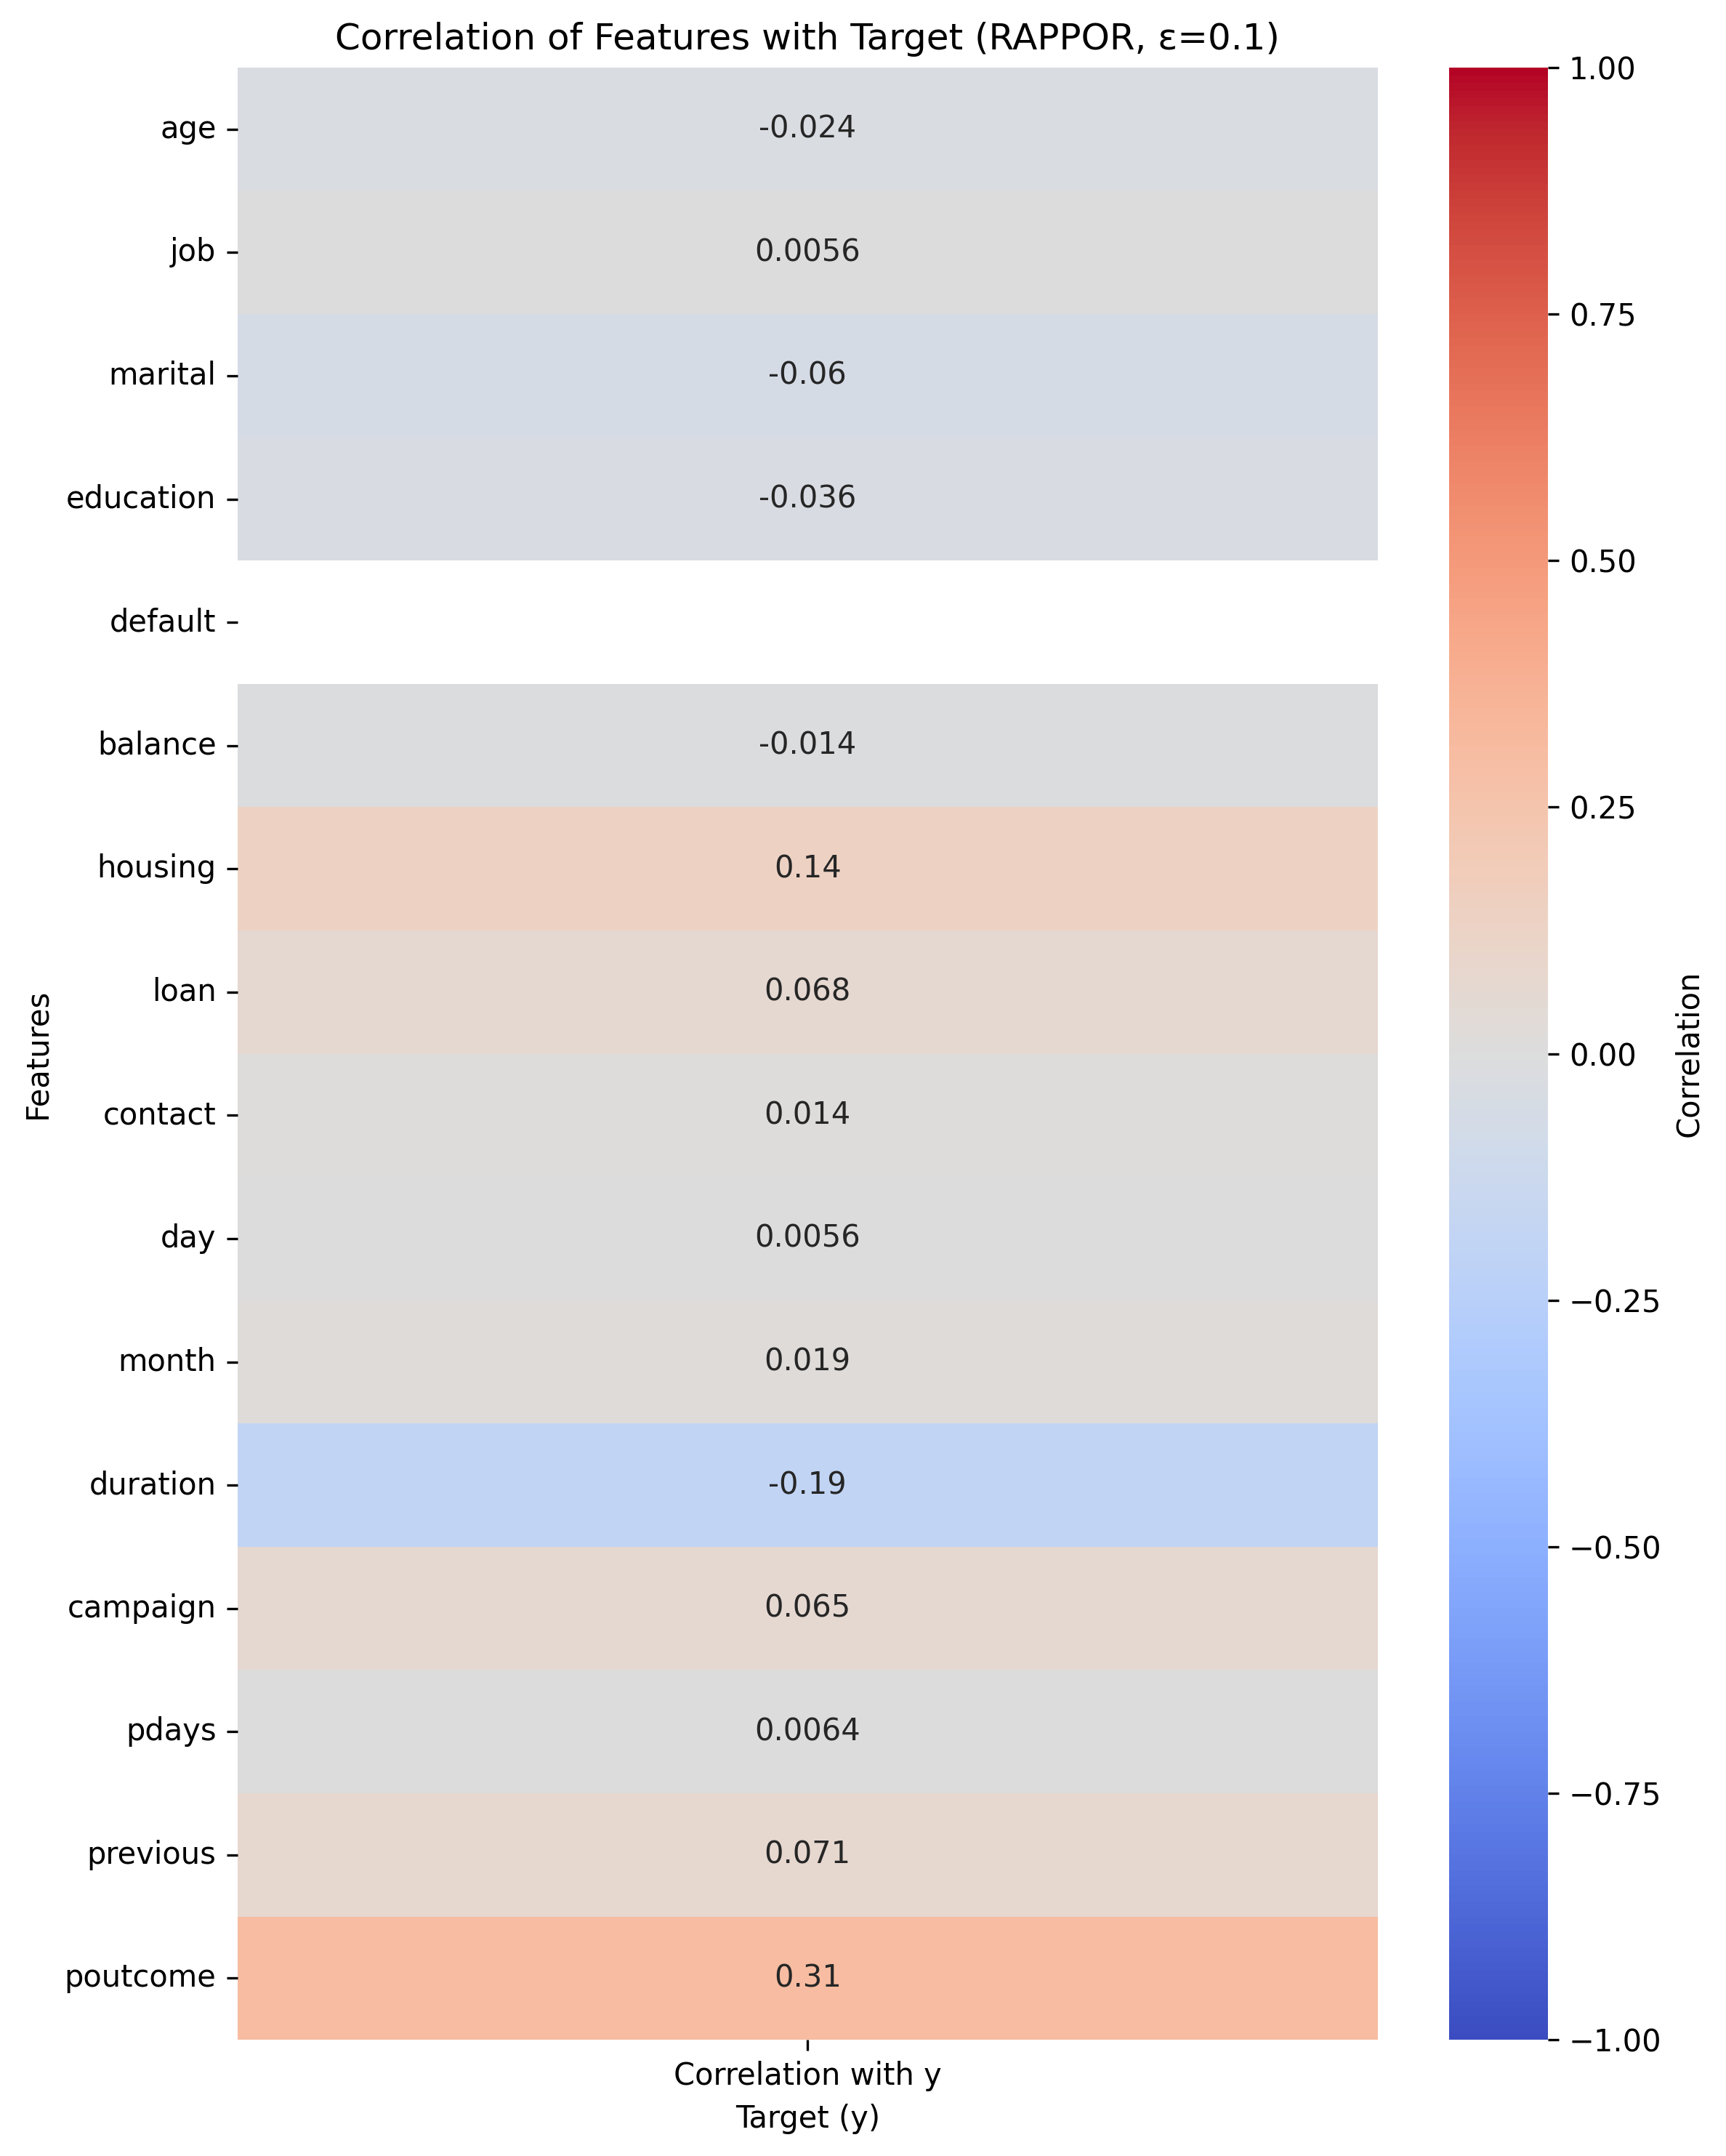 Correlation of Features with Target (RAPPOR, ε=0.1)
age -0.024
job 0.0056
marital -0.06
education -0.036
default
balance -0.014
housing 0.14
loan 0.068
contact 0.014
day 0.0056
month 0.019
duration -0.19
campaign 0.065
pdays 0.0064
previous 0.071
poutcome 0.31
Features
Correlation with y
Target (y)
1.00
0.75
0.50
0.25
0.00
−0.25
−0.50
−0.75
−1.00
Correlation